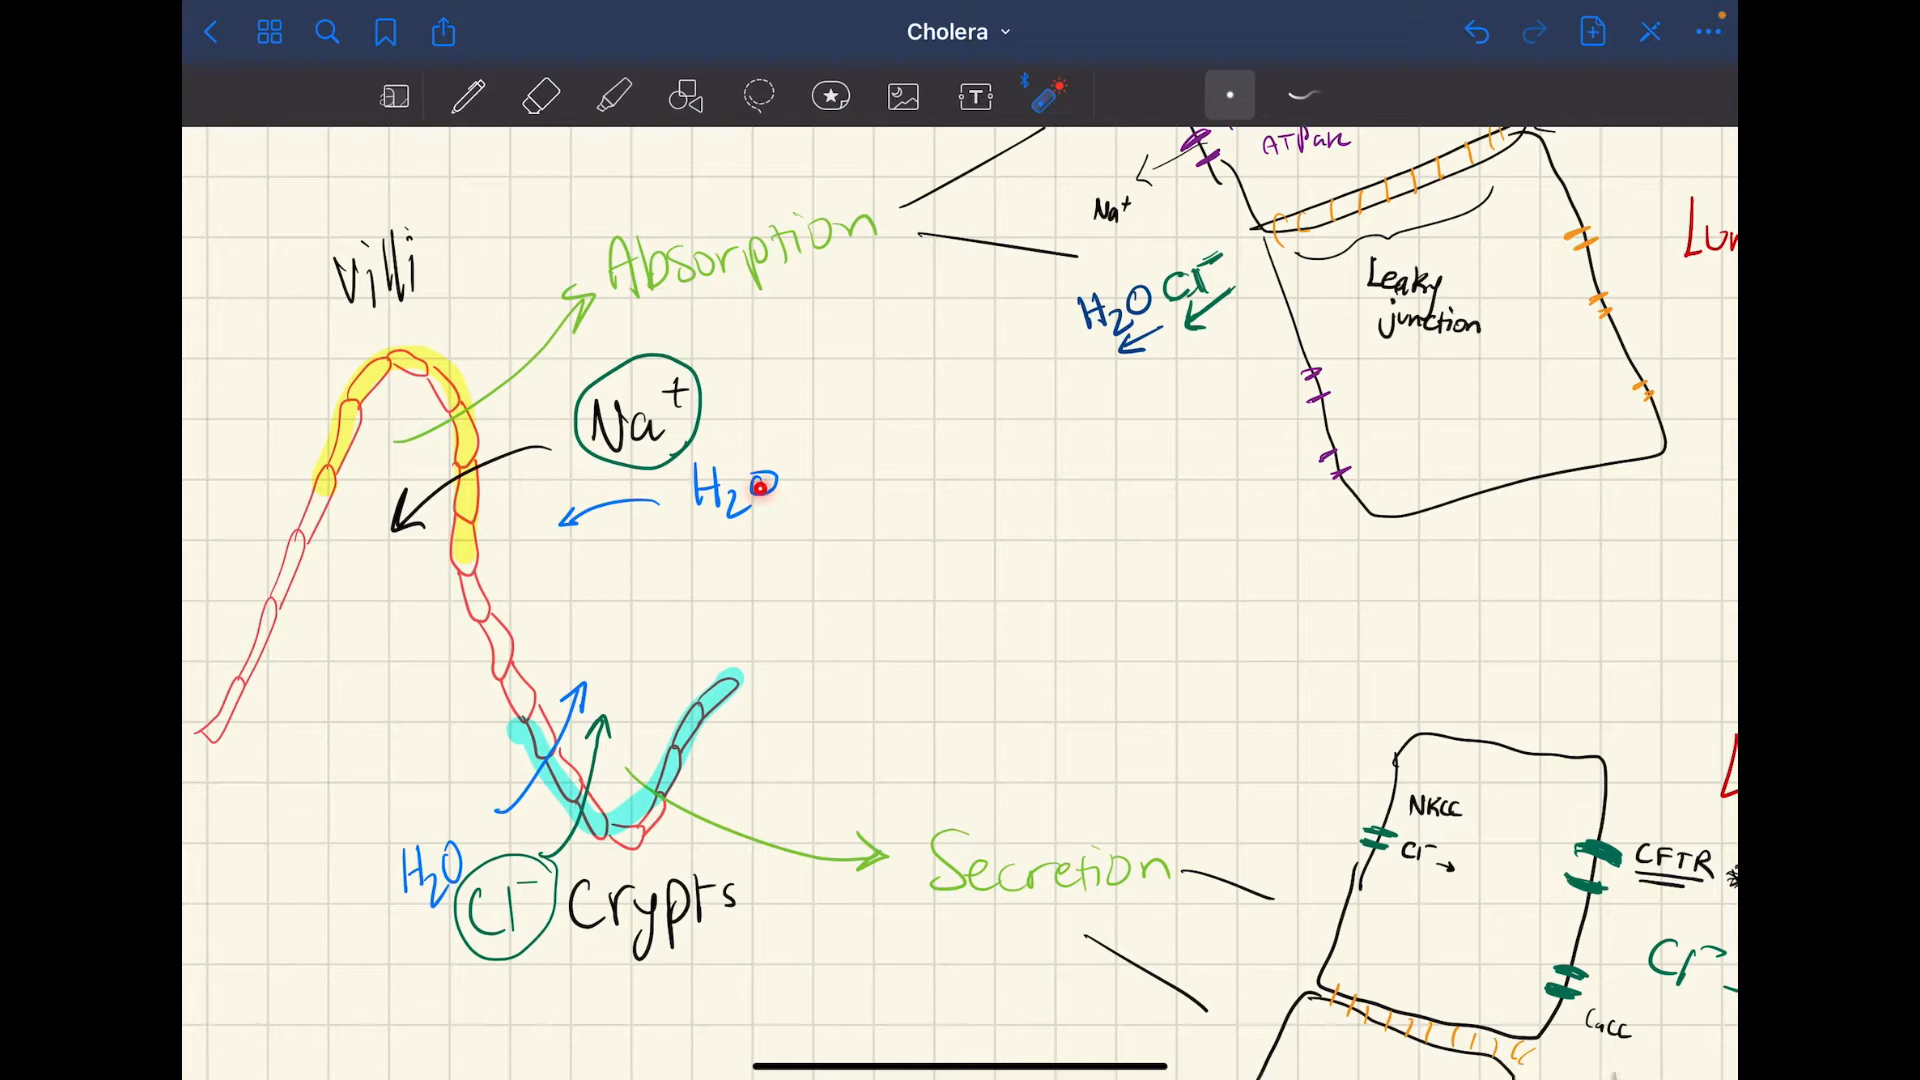 Cholera
T
ATPase
Na+
Villi
Absorption
Cl-
H2O
Leaky
junction
Na+
H2O
NKCC
Cl-
CFTR
H2O
Cl-
Crypts
Secretion
Cl-
CaCC